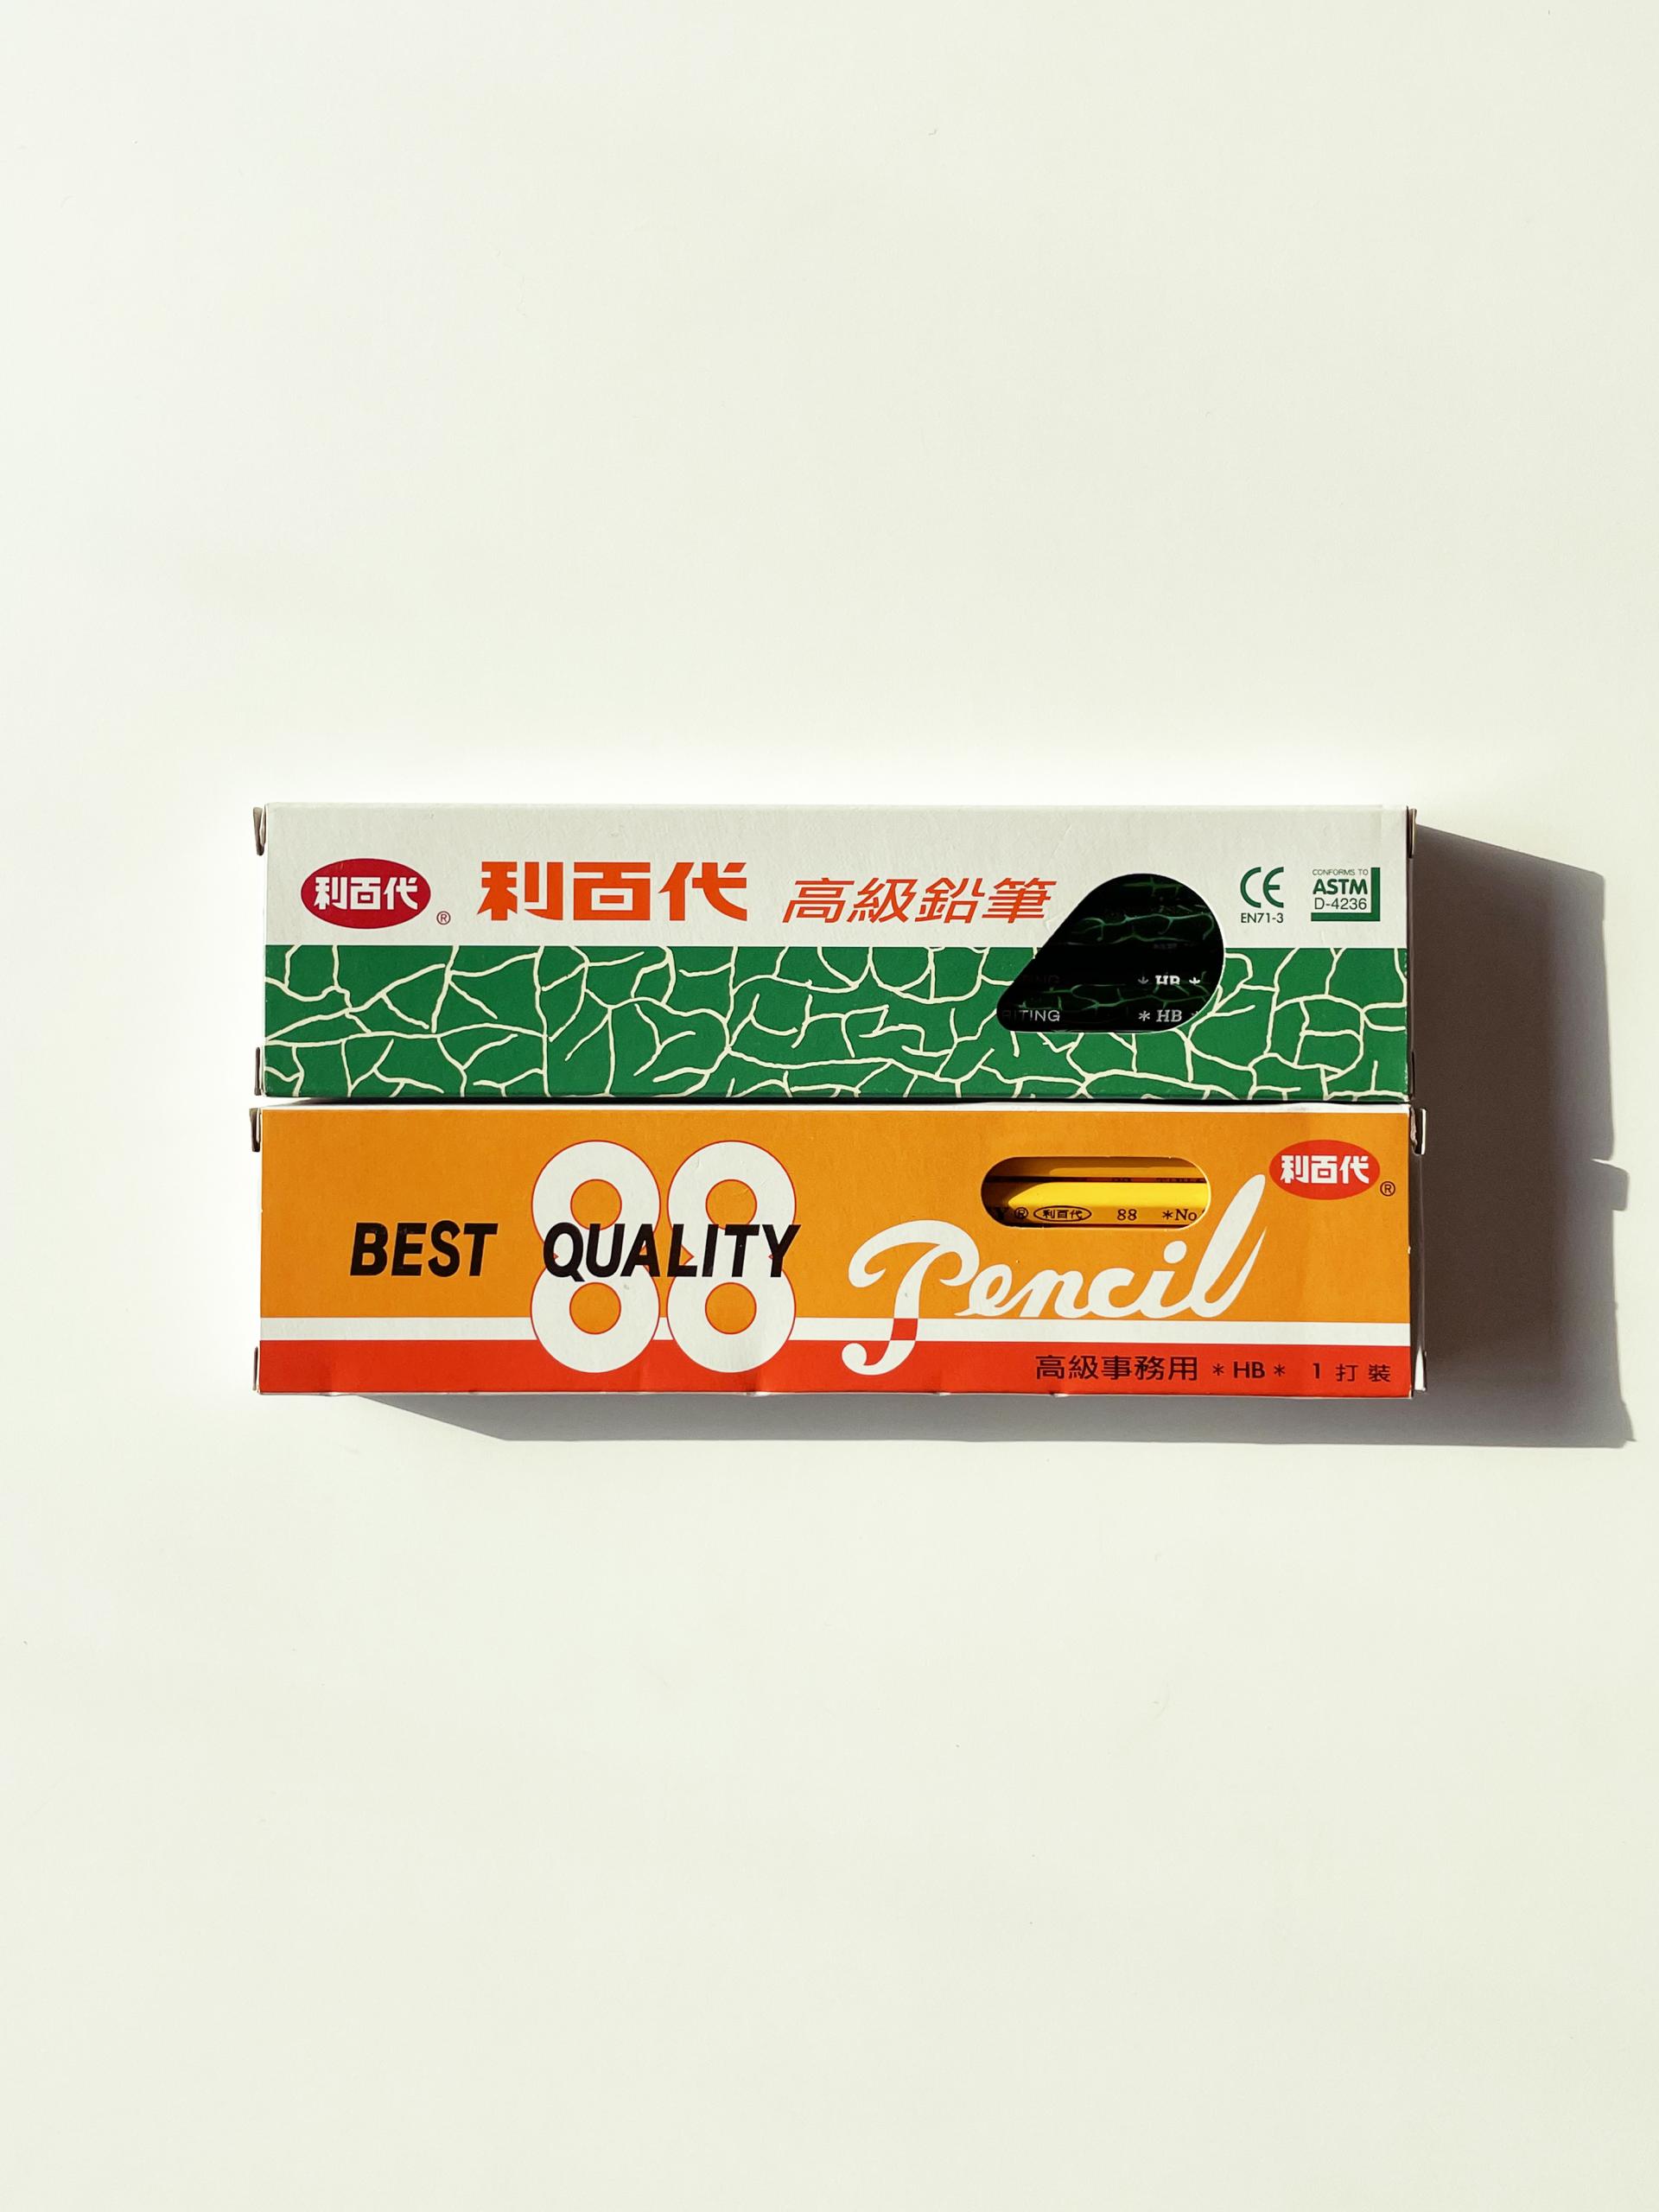 利百代 ®
利百代 高級鉛筆
CE
EN71-3
CONFORMS TO
ASTM
D-4236
* HB *
RITING * HB *
88
BEST QUALITY
Pencil
利百代 ®
® 利百代 88 *No
高級事務用 *HB* 1打裝